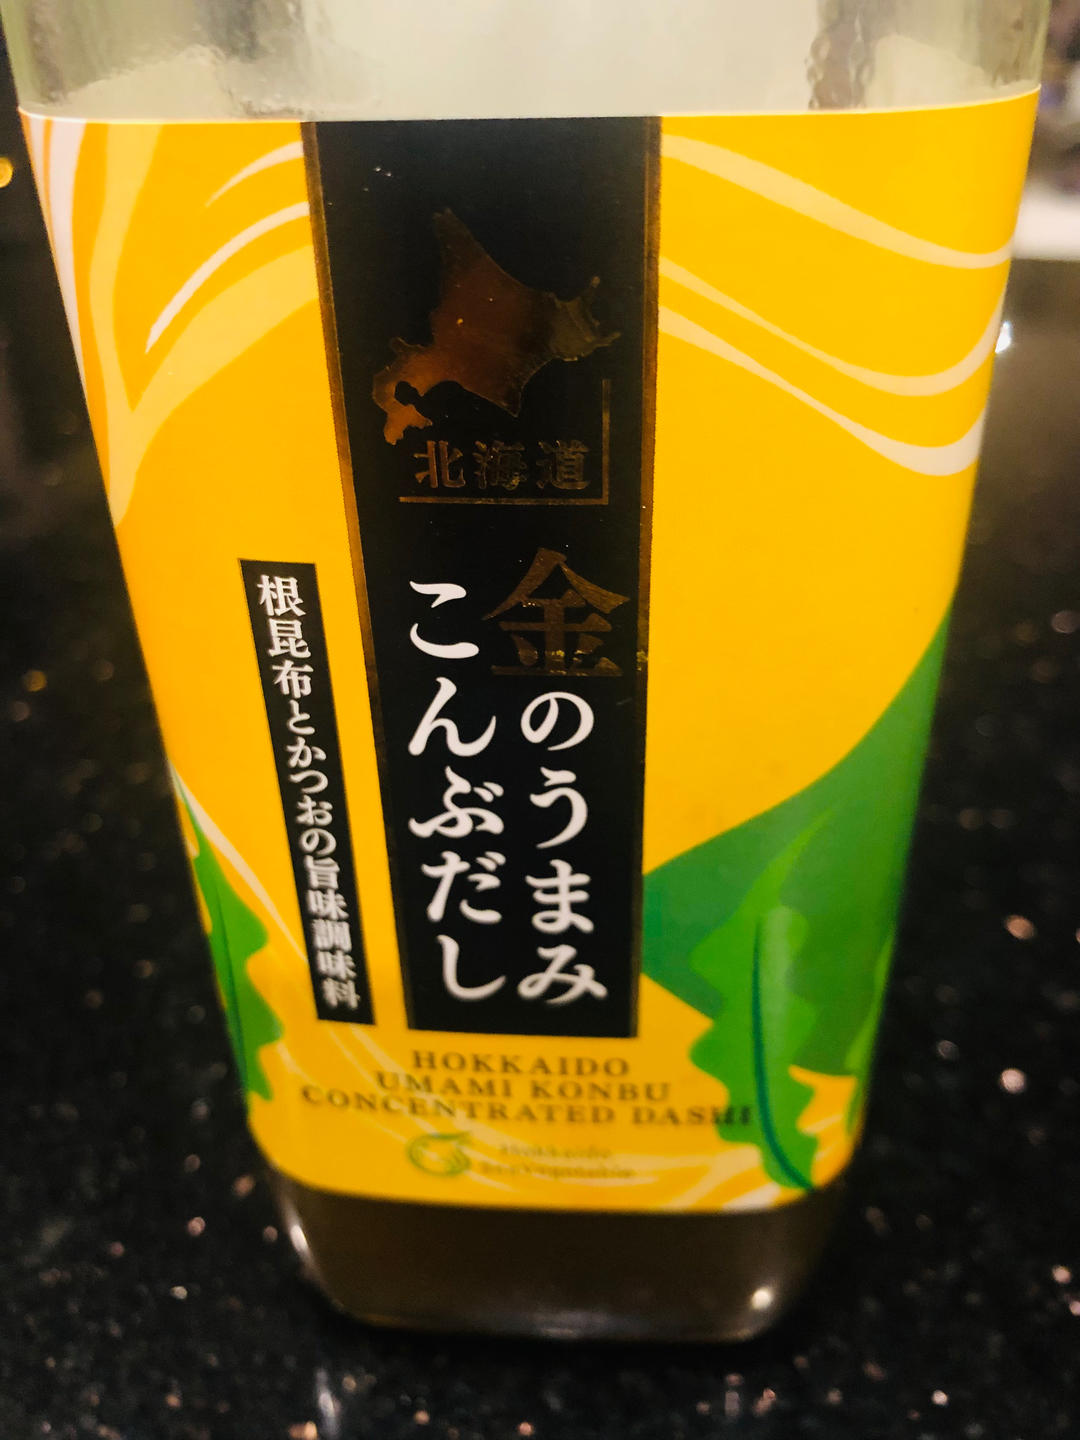 北海道
金のうまみ
こんぶだし
根昆布とかつおの旨味調味料
HOKKAIDO
UMAMI KONBU
CONCENTRATED DASHI
Hokkaido